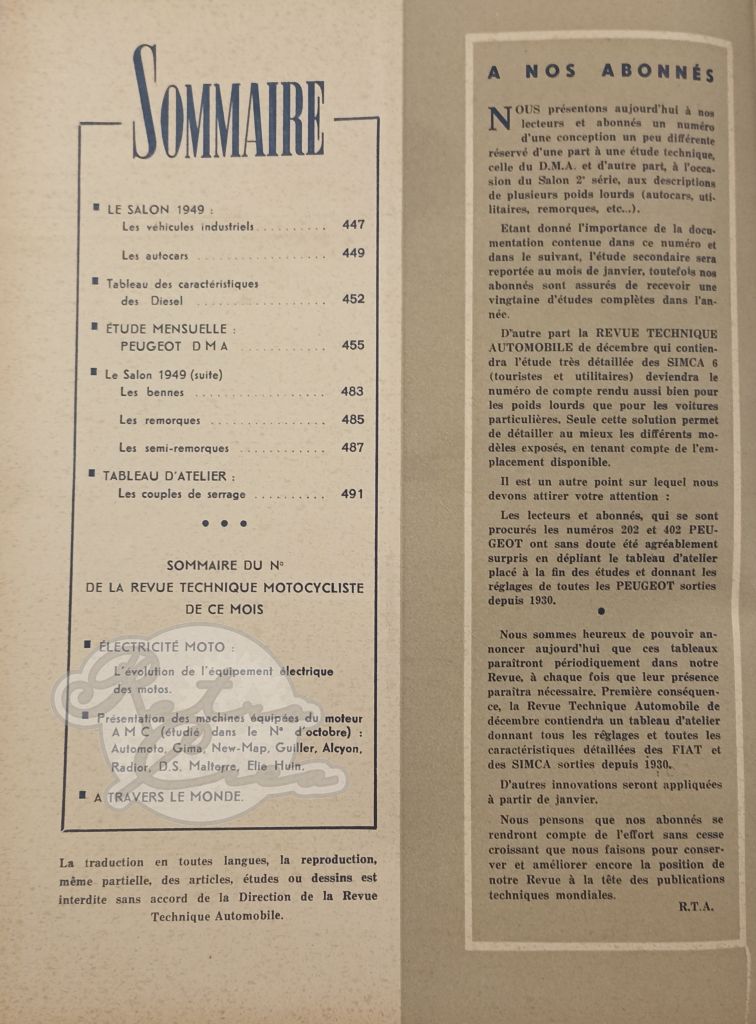 SOMMAIRE
LE SALON 1949 :
Les véhicules industriels .......... 447
Les autocars .......... 449
Tableau des caractéristiques
des Diesel .......... 452
ÉTUDE MENSUELLE :
PEUGEOT D M A .......... 455
Le Salon 1949 (suite)
Les bennes .......... 483
Les remorques .......... 485
Les semi-remorques .......... 487
TABLEAU D'ATELIER :
Les couples de serrage .......... 491
• • •
SOMMAIRE DU N°
DE LA REVUE TECHNIQUE MOTOCYCLISTE
DE CE MOIS
ÉLECTRICITÉ MOTO :
L'évolution de l'équipement électrique
des motos.
Présentation des machines équipées du moteur
A M C (étudié dans le N° d'octobre) :
Automoto, Gima, New-Map, Guiller, Alcyon,
Radior, D.S. Malterre, Elie Huin.
A TRAVERS LE MONDE.
La traduction en toutes langues, la reproduction,
même partielle, des articles, études ou dessins est
interdite sans accord de la Direction de la Revue
Technique Automobile.
A NOS ABONNÉS
NOUS présentons aujourd'hui à nos
lecteurs et abonnés un numéro
d'une conception un peu différente
réservé d'une part à une étude technique,
celle du D.M.A. et d'autre part, à l'occa-
sion du Salon 2e série, aux descriptions
de plusieurs poids lourds (autocars, uti-
litaires, remorques, etc...).
Etant donné l'importance de la docu-
mentation contenue dans ce numéro et
dans le suivant, l'étude secondaire sera
reportée au mois de janvier, toutefois nos
abonnés sont assurés de recevoir une
vingtaine d'études complètes dans l'an-
née.
D'autre part la REVUE TECHNIQUE
AUTOMOBILE de décembre qui contien-
dra l'étude très détaillée des SIMCA 6
(touristes et utilitaires) deviendra le
numéro de compte rendu aussi bien pour
les poids lourds que pour les voitures
particulières. Seule cette solution permet
de détailler au mieux les différents mo-
dèles exposés, en tenant compte de l'em-
placement disponible.
Il est un autre point sur lequel nous
devons attirer votre attention :
Les lecteurs et abonnés, qui se sont
procurés les numéros 202 et 402 PEU-
GEOT ont sans doute été agréablement
surpris en dépliant le tableau d'atelier
placé à la fin des études et donnant les
réglages de toutes les PEUGEOT sorties
depuis 1930.
•
Nous sommes heureux de pouvoir an-
noncer aujourd'hui que ces tableaux
paraîtront périodiquement dans notre
Revue, à chaque fois que leur présence
paraîtra nécessaire. Première conséquen-
ce, la Revue Technique Automobile de
décembre contiendra un tableau d'atelier
donnant tous les réglages et toutes les
caractéristiques détaillées des FIAT et
des SIMCA sorties depuis 1930.
D'autres innovations seront appliquées
à partir de janvier.
Nous pensons que nos abonnés se
rendront compte de l'effort sans cesse
croissant que nous faisons pour conser-
ver et améliorer encore la position de
notre Revue à la tête des publications
techniques mondiales.
R.T.A.